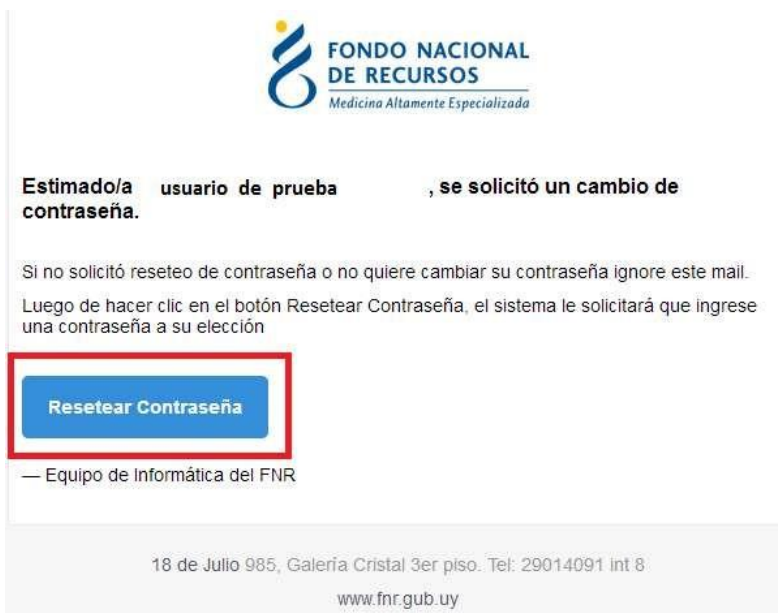 FONDO NACIONAL
DE RECURSOS
Medicina Altamente Especializada
Estimado/a usuario de prueba , se solicitó un cambio de
contraseña.
Si no solicitó reseteo de contraseña o no quiere cambiar su contraseña ignore este mail.
Luego de hacer clic en el botón Resetear Contraseña, el sistema le solicitará que ingrese
una contraseña a su elección
Resetear Contraseña
— Equipo de Informática del FNR
18 de Julio 985, Galería Cristal 3er piso. Tel: 29014091 int 8
www.fnr.gub.uy